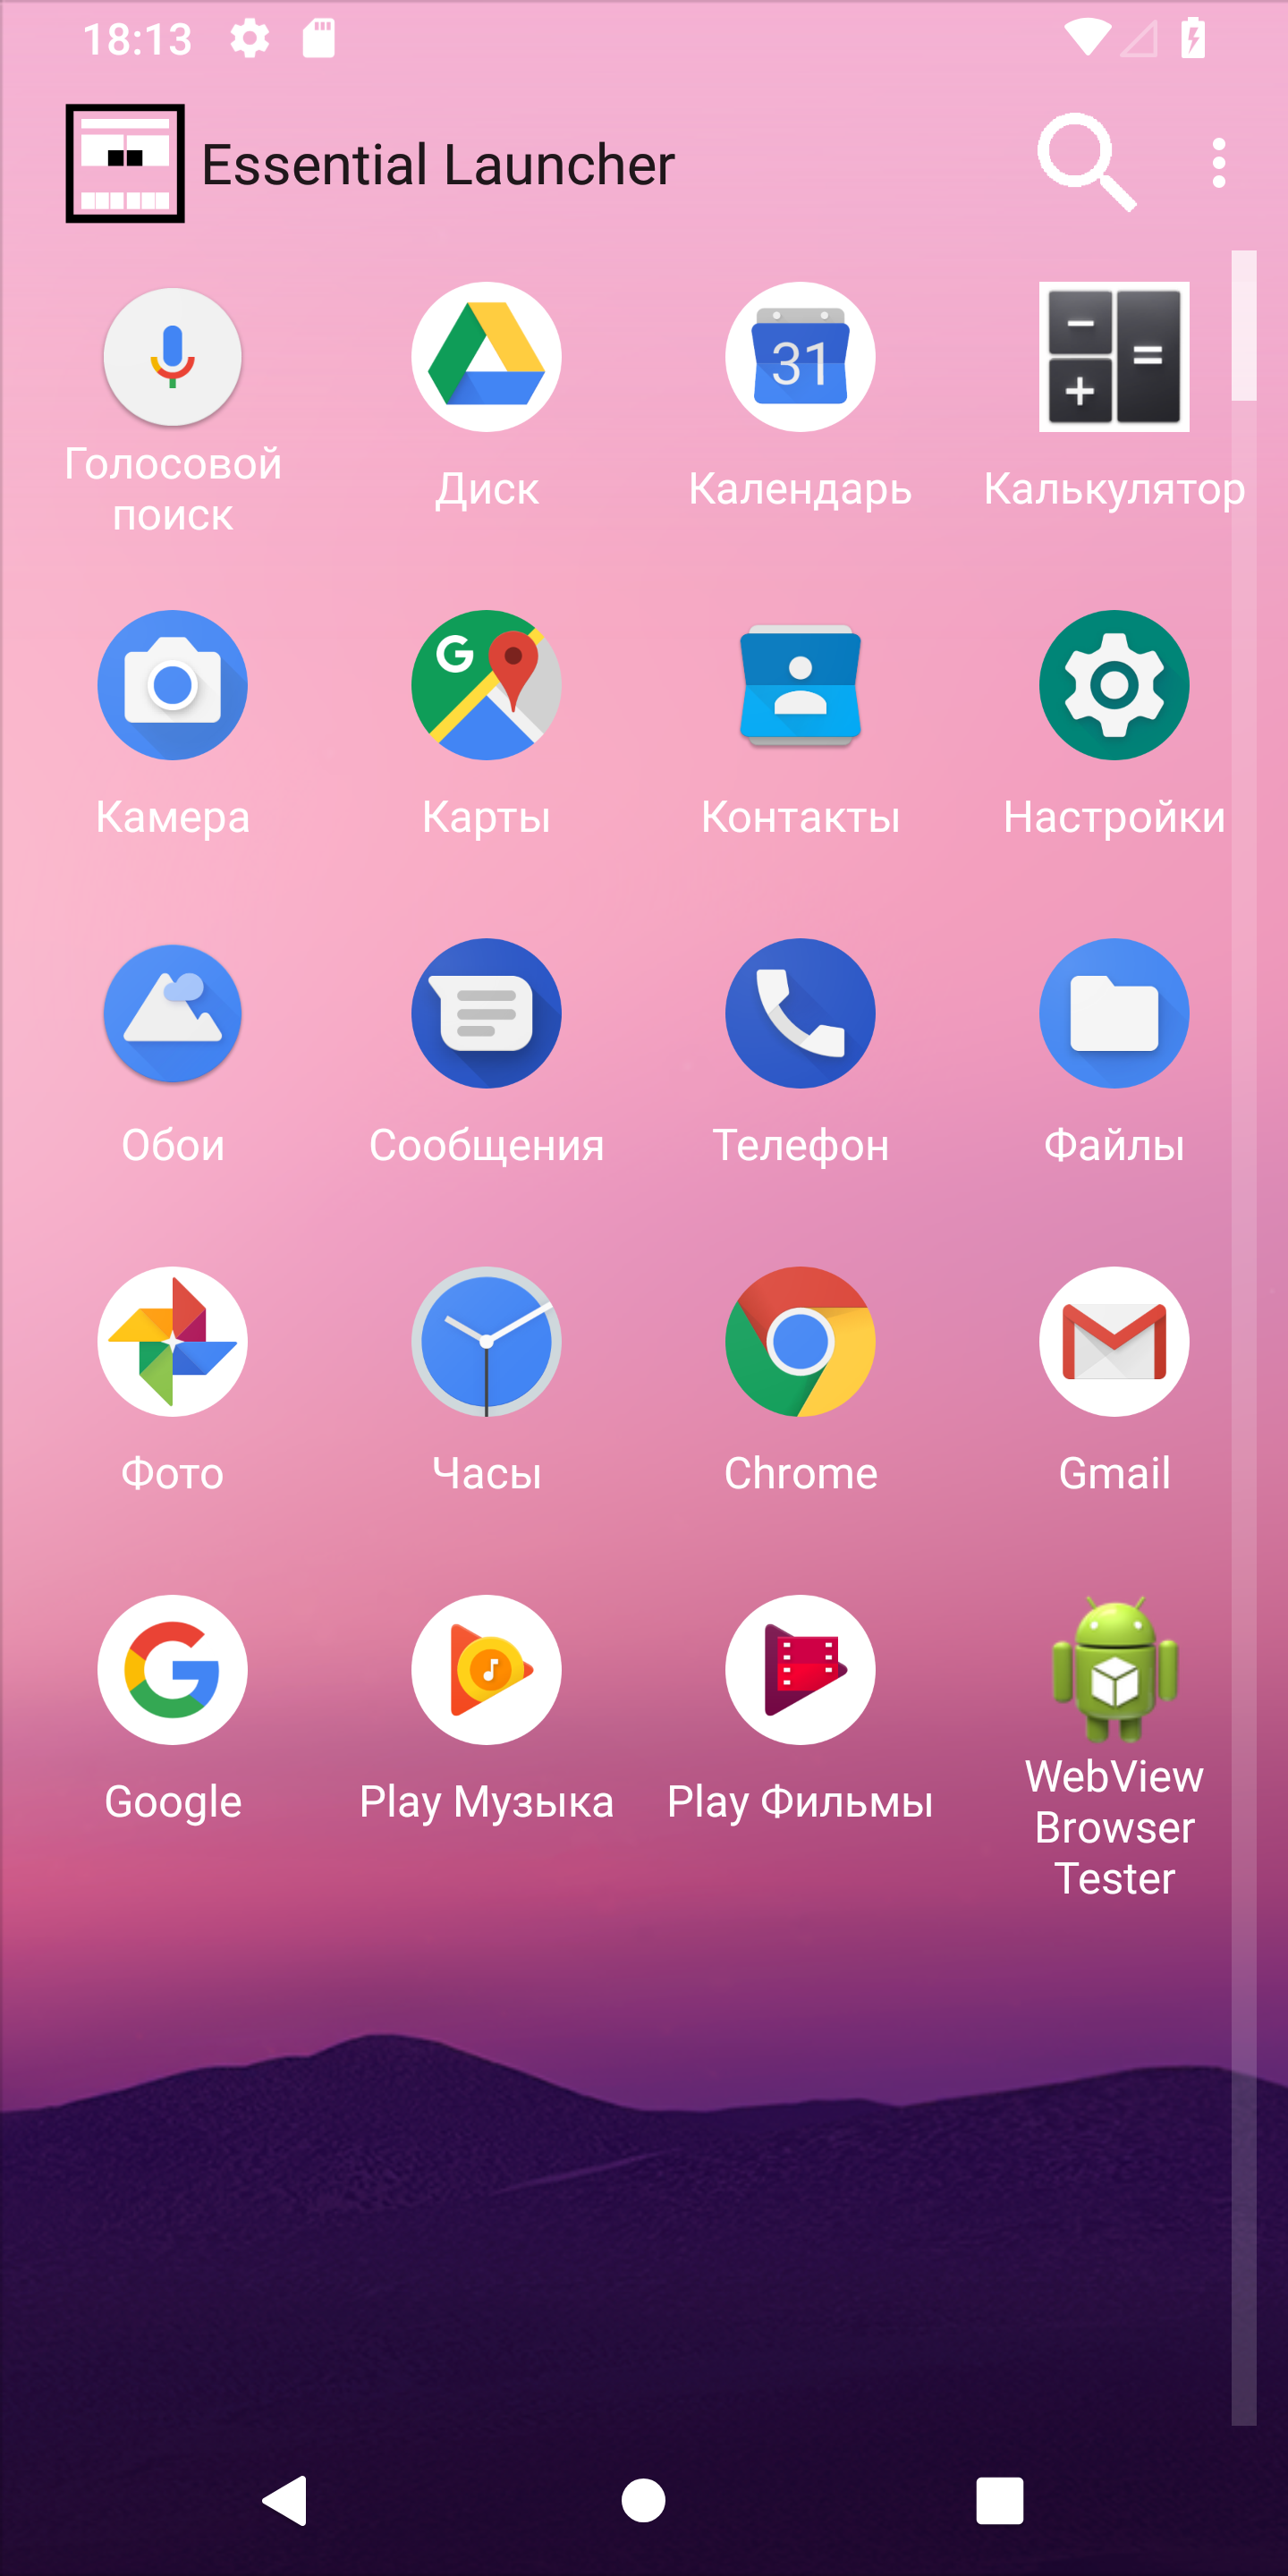 18:13
Essential Launcher
31
Голосовой
поиск
Диск
Календарь
Калькулятор
G
Камера
Карты
Контакты
Настройки
Обои
Сообщения
Телефон
Файлы
Фото
Часы
Chrome
Gmail
G
Google
Play Музыка
Play Фильмы
WebView
Browser
Tester